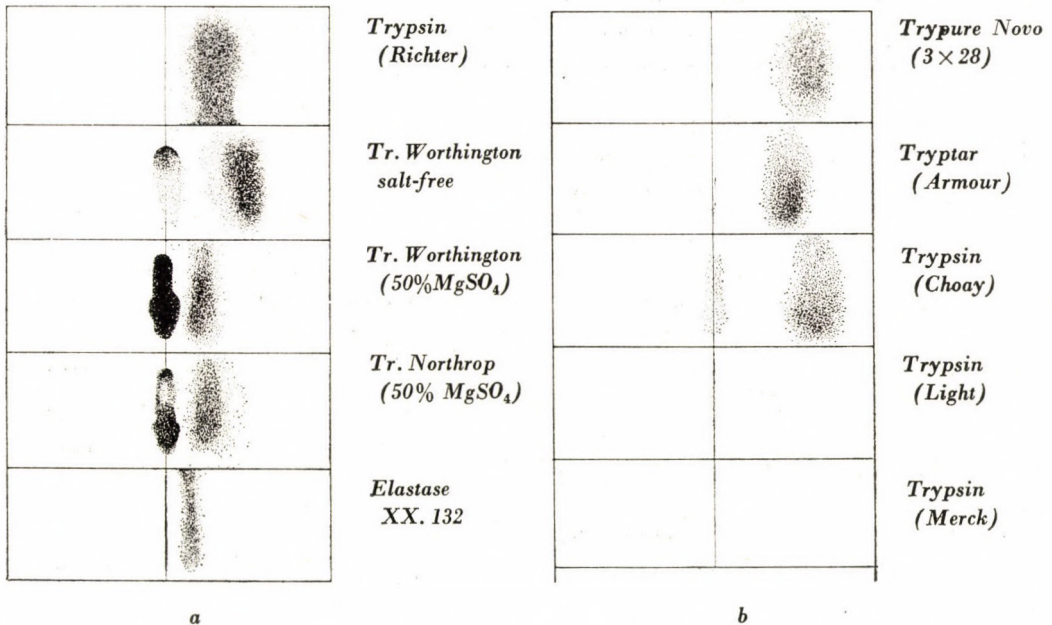 Trypsin
(Richter)
Tr. Worthington
salt-free
Tr. Worthington
(50%MgSO₄)
Tr. Northrop
(50% MgSO₄)
Elastase
XX. 132
a
Trypure Novo
(3×28)
Tryptar
(Armour)
Trypsin
(Choay)
Trypsin
(Light)
Trypsin
(Merck)
b